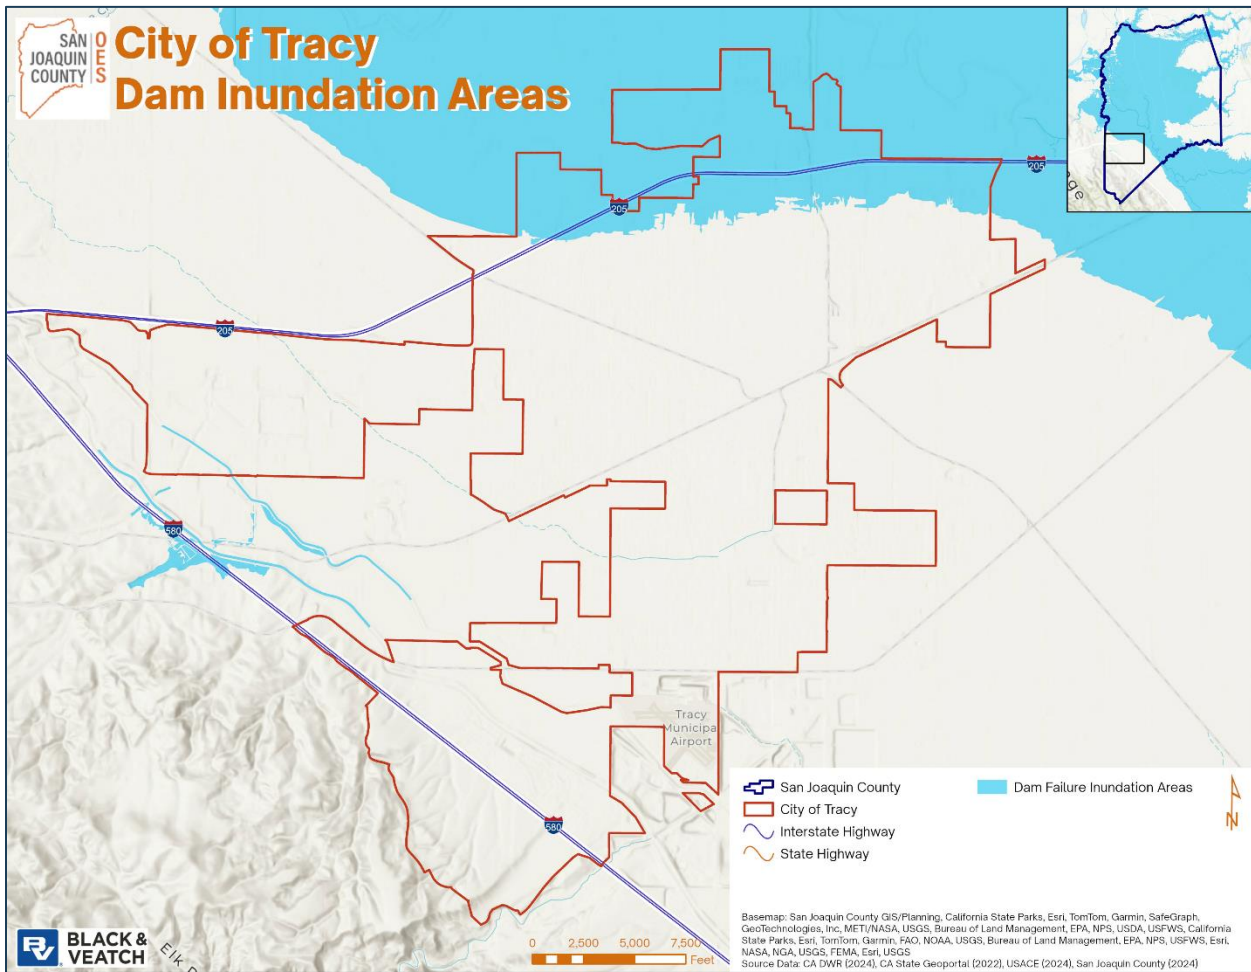 SAN
JOAQUIN
COUNTY
OES
City of Tracy
Dam Inundation Areas
205
205
205
580
Tracy
Municipal
Airport
580
San Joaquin County
City of Tracy
Interstate Highway
State Highway
Dam Failure Inundation Areas
N
Basemap: San Joaquin County GIS/Planning, California State Parks, Esri, TomTom, Garmin, SafeGraph,
GeoTechnologies, Inc, METI/NASA, USGS, Bureau of Land Management, EPA, NPS, USDA, USFWS, California
State Parks, Esri, TomTom, Garmin, FAO, NOAA, USGS, Bureau of Land Management, EPA, NPS, USFWS, Esri,
NASA, NGA, USGS, FEMA, Esri, USGS
Source Data: CA DWR (2024), CA State Geoportal (2022), USACE (2024), San Joaquin County (2024)
0 2,500 5,000 7,500
Feet
BV
BLACK &
VEATCH
Elk